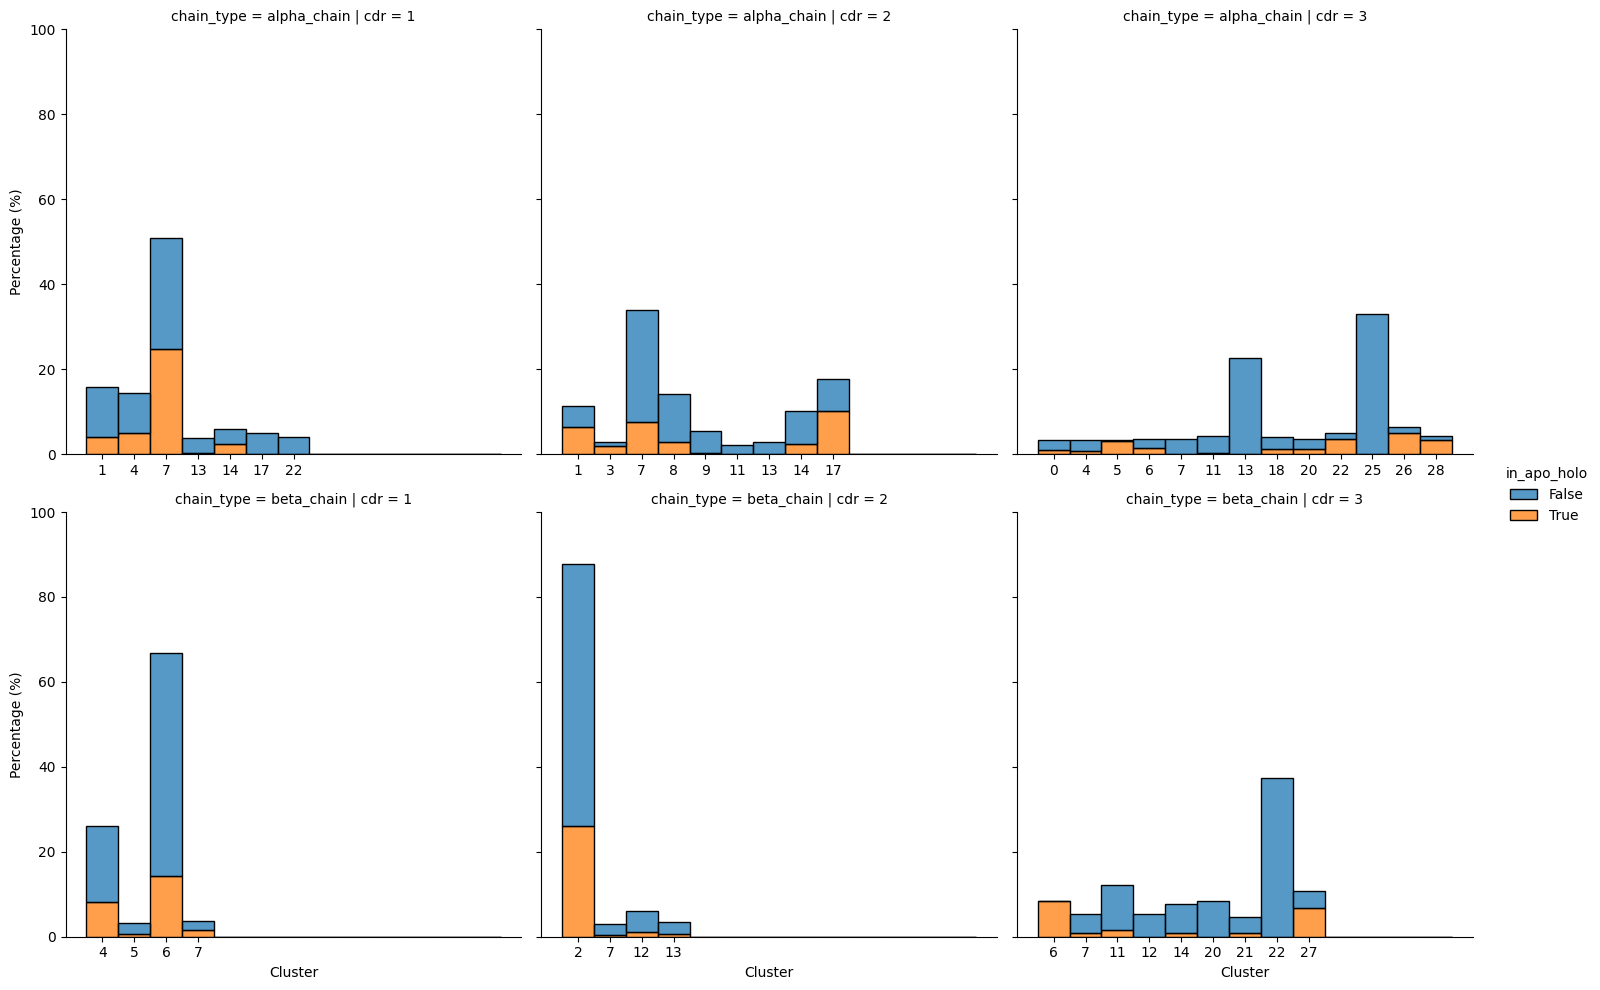 chain_type = alpha_chain | cdr = 1
chain_type = alpha_chain | cdr = 2
chain_type = alpha_chain | cdr = 3
100
80
60
40
20
0
Percentage (%)
1 4 7 13 14 17 22
1 3 7 8 9 11 13 14 17
0 4 5 6 7 11 13 18 20 22 25 26 28
in_apo_holo
False
True
chain_type = beta_chain | cdr = 1
chain_type = beta_chain | cdr = 2
chain_type = beta_chain | cdr = 3
100
80
60
40
20
0
Percentage (%)
4 5 6 7
2 7 12 13
6 7 11 12 14 20 21 22 27
Cluster
Cluster
Cluster